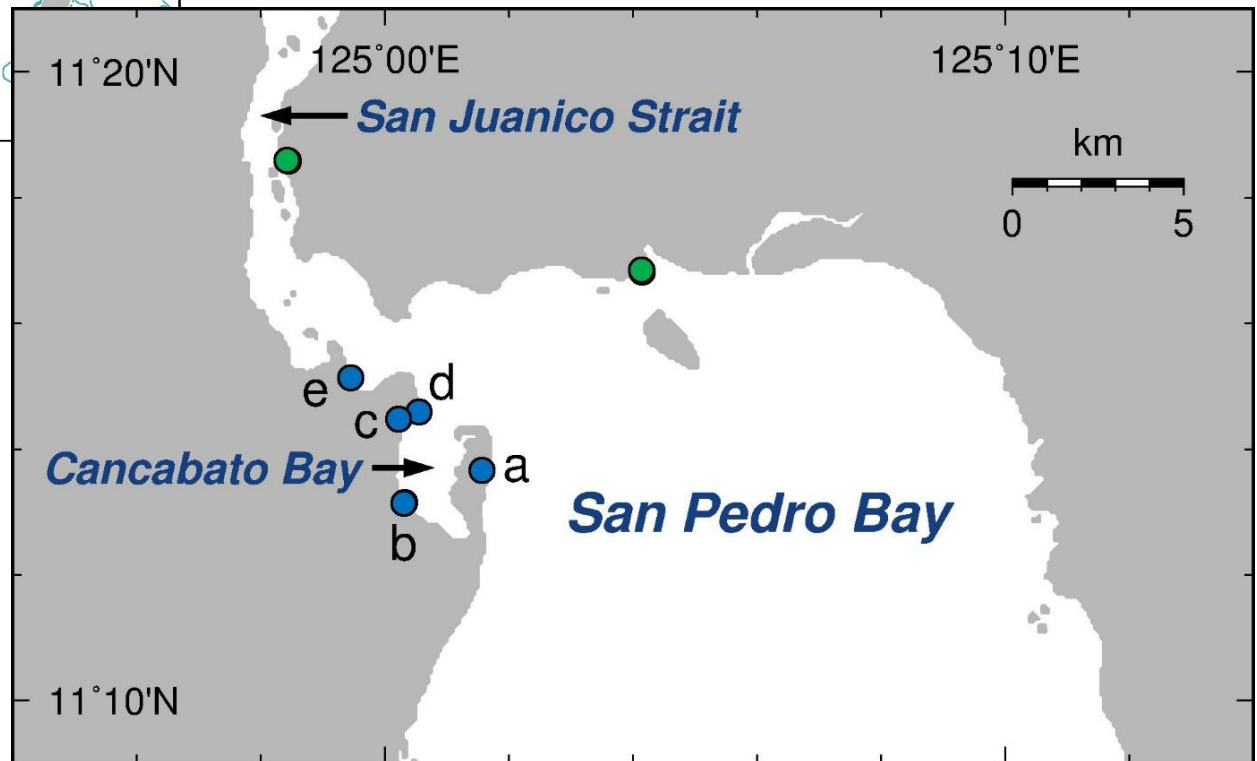 125°00'E
125°10'E
11°20'N
San Juanico Strait
km
0 5
d
e
c
Cancabato Bay
a
San Pedro Bay
b
11°10'N